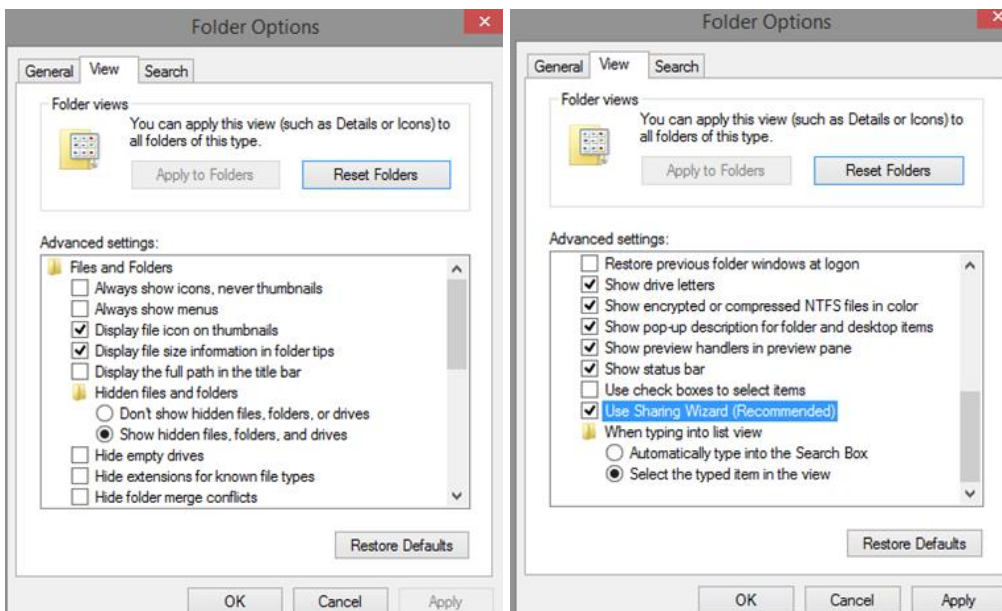 Folder Options
General View Search
Folder views
You can apply this view (such as Details or Icons) to
all folders of this type.
Apply to Folders Reset Folders
Advanced settings:
Files and Folders
Always show icons, never thumbnails
Always show menus
Display file icon on thumbnails
Display file size information in folder tips
Display the full path in the title bar
Hidden files and folders
Don't show hidden files, folders, or drives
Show hidden files, folders, and drives
Hide empty drives
Hide extensions for known file types
Hide folder merge conflicts
Restore Defaults
OK Cancel Apply
Folder Options
General View Search
Folder views
You can apply this view (such as Details or Icons) to
all folders of this type.
Apply to Folders Reset Folders
Advanced settings:
Restore previous folder windows at logon
Show drive letters
Show encrypted or compressed NTFS files in color
Show pop-up description for folder and desktop items
Show preview handlers in preview pane
Show status bar
Use check boxes to select items
Use Sharing Wizard (Recommended)
When typing into list view
Automatically type into the Search Box
Select the typed item in the view
Restore Defaults
OK Cancel Apply